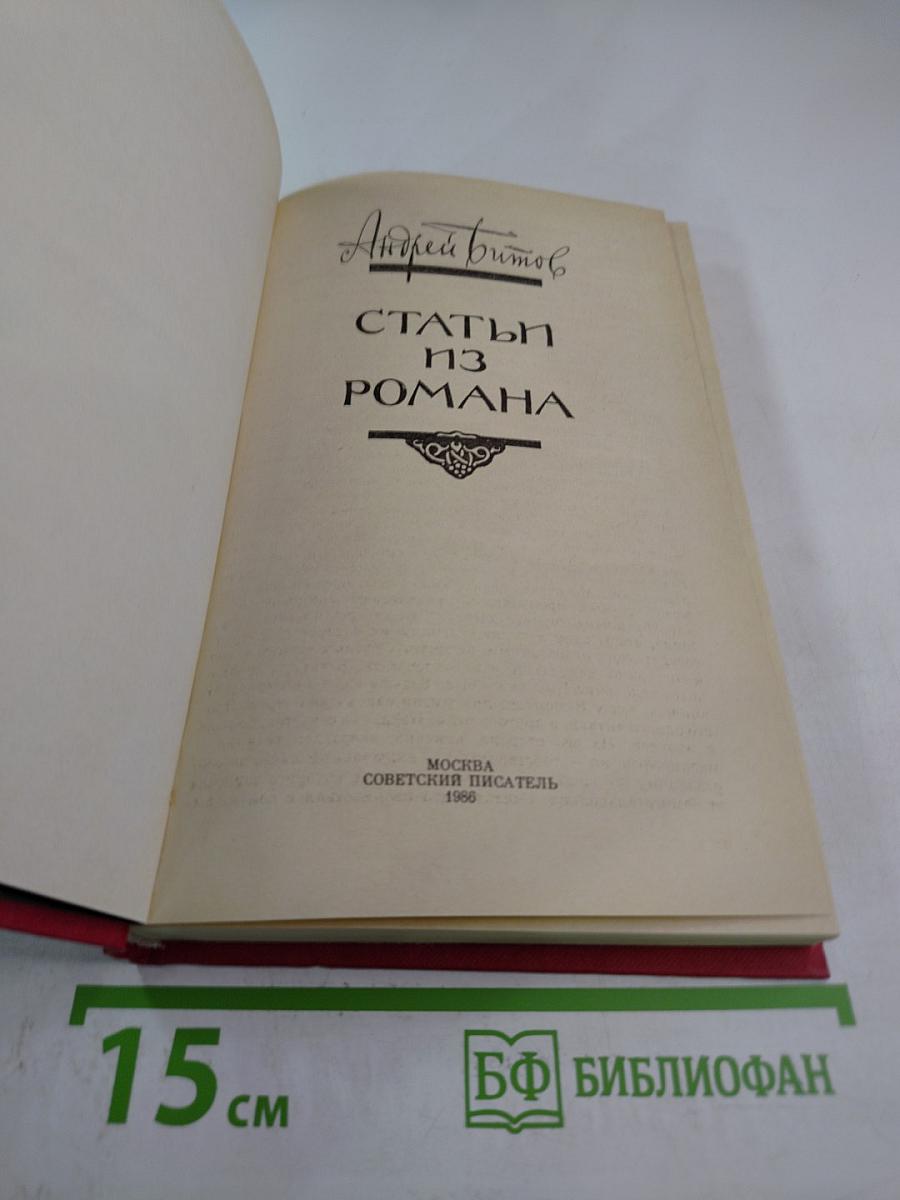 Андрей Битов
СТАТЬИ
ИЗ
РОМАНА
МОСКВА
СОВЕТСКИЙ ПИСАТЕЛЬ
1986
15 см
БФ БИБЛИОФАН